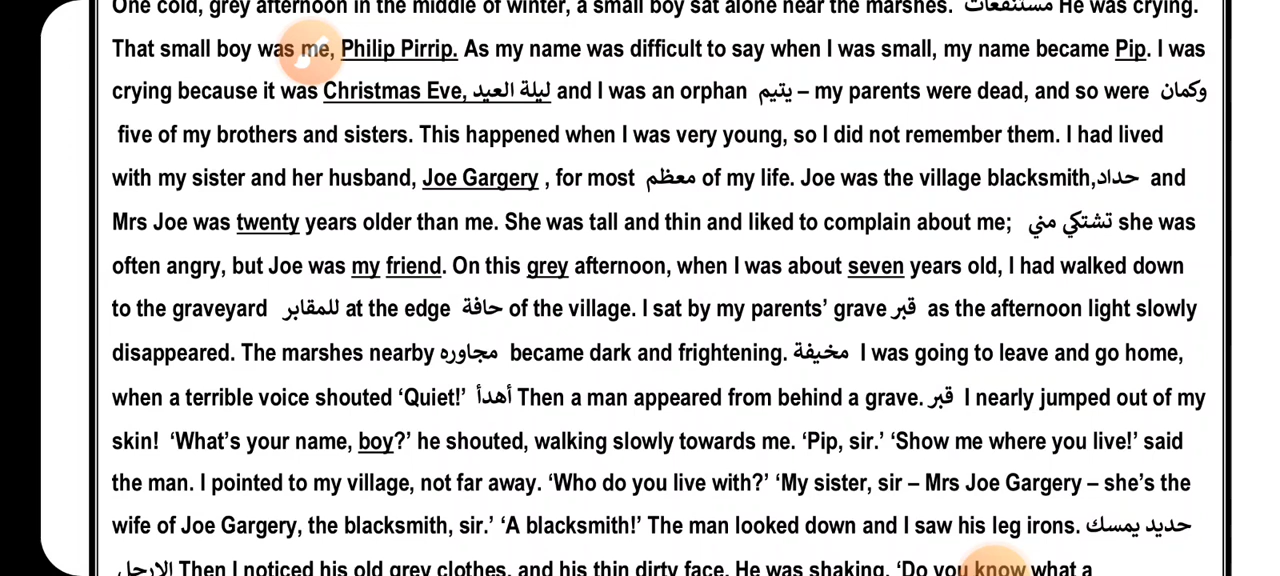 One cold, grey afternoon in the middle of winter, a small boy sat alone near the marshes. مستنقعات He was crying.
That small boy was me, Philip Pirrip. As my name was difficult to say when I was small, my name became Pip. I was
crying because it was Christmas Eve, ليلة العيد and I was an orphan يتيم – my parents were dead, and so were وكمان
five of my brothers and sisters. This happened when I was very young, so I did not remember them. I had lived
with my sister and her husband, Joe Gargery , for most معظم of my life. Joe was the village blacksmith,حداد and
Mrs Joe was twenty years older than me. She was tall and thin and liked to complain about me; تشتكي مني she was
often angry, but Joe was my friend. On this grey afternoon, when I was about seven years old, I had walked down
to the graveyard للمقابر at the edge حافة of the village. I sat by my parents’ grave قبر as the afternoon light slowly
disappeared. The marshes nearby مجاوره became dark and frightening. مخيفة I was going to leave and go home,
when a terrible voice shouted ‘Quiet!’ أهدأ Then a man appeared from behind a grave. قبر I nearly jumped out of my
skin! ‘What’s your name, boy?’ he shouted, walking slowly towards me. ‘Pip, sir.’ ‘Show me where you live!’ said
the man. I pointed to my village, not far away. ‘Who do you live with?’ ‘My sister, sir – Mrs Joe Gargery – she’s the
wife of Joe Gargery, the blacksmith, sir.’ ‘A blacksmith!’ The man looked down and I saw his leg irons. حديد يمسك
الارجل Then I noticed his old grey clothes, and his thin dirty face. He was shaking. ‘Do you know what a